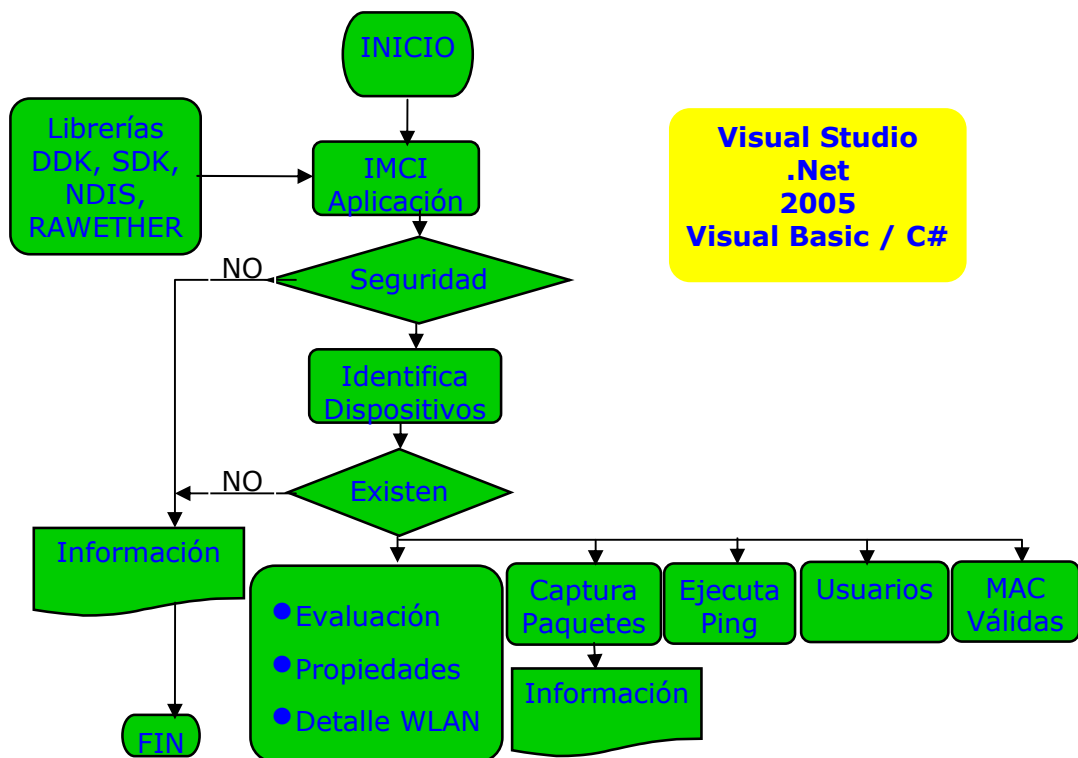 INICIO
Librerías
DDK, SDK,
NDIS,
RAWETHER
IMCI
Aplicación
Visual Studio
.Net
2005
Visual Basic / C#
NO
Seguridad
Identifica
Dispositivos
NO
Existen
Información
Evaluación
Propiedades
Detalle WLAN
Captura
Paquetes
Ejecuta
Ping
Usuarios
MAC
Válidas
Información
FIN